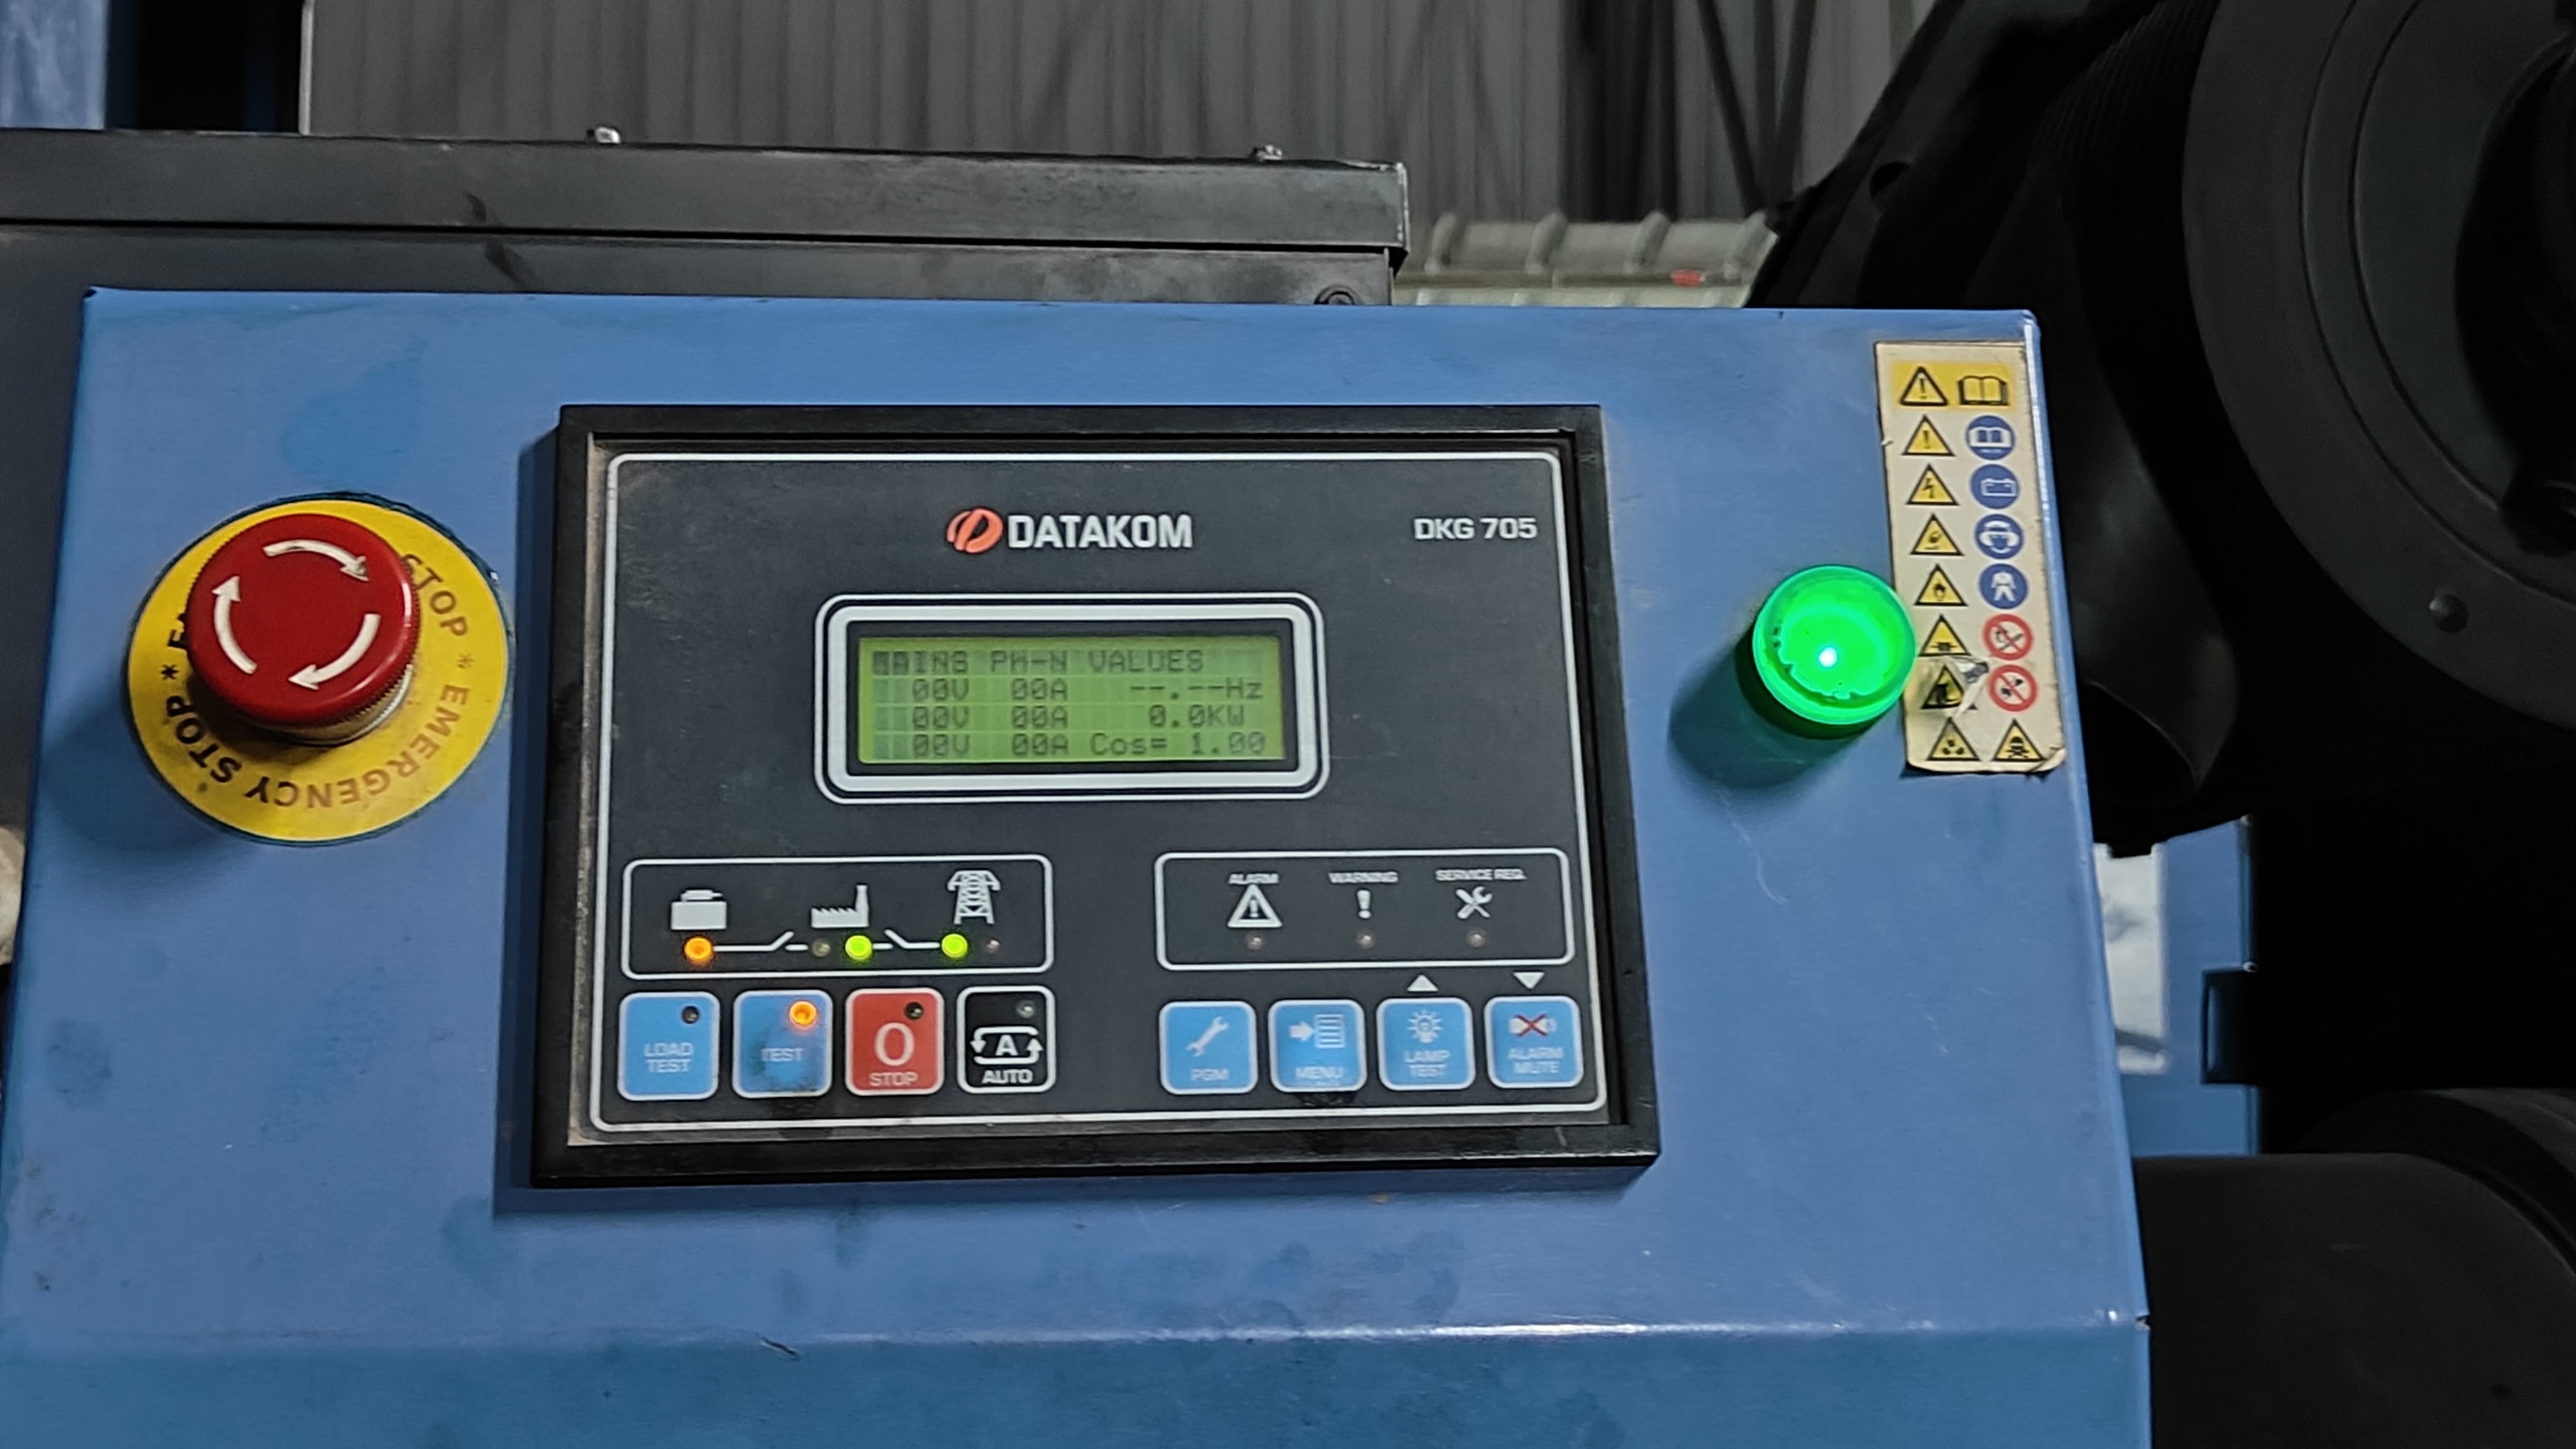 DATAKOM
DKG 705
MAINS PH-N VALUES
00V 00A --.--Hz
00V 00A 0.0KW
00V 00A Cos= 1.00
STOP * EMERGENCY STOP *
ALARM
WARNING
SERVICE REQ.
LOAD
TEST
TEST
O
STOP
A
AUTO
PGM
MENU
LAMP
TEST
ALARM
MUTE